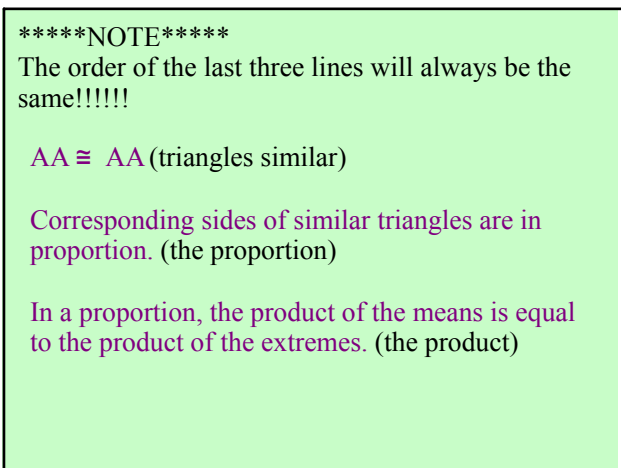 *****NOTE*****
The order of the last three lines will always be the
same!!!!!!
AA ≅ AA (triangles similar)
Corresponding sides of similar triangles are in
proportion. (the proportion)
In a proportion, the product of the means is equal
to the product of the extremes. (the product)